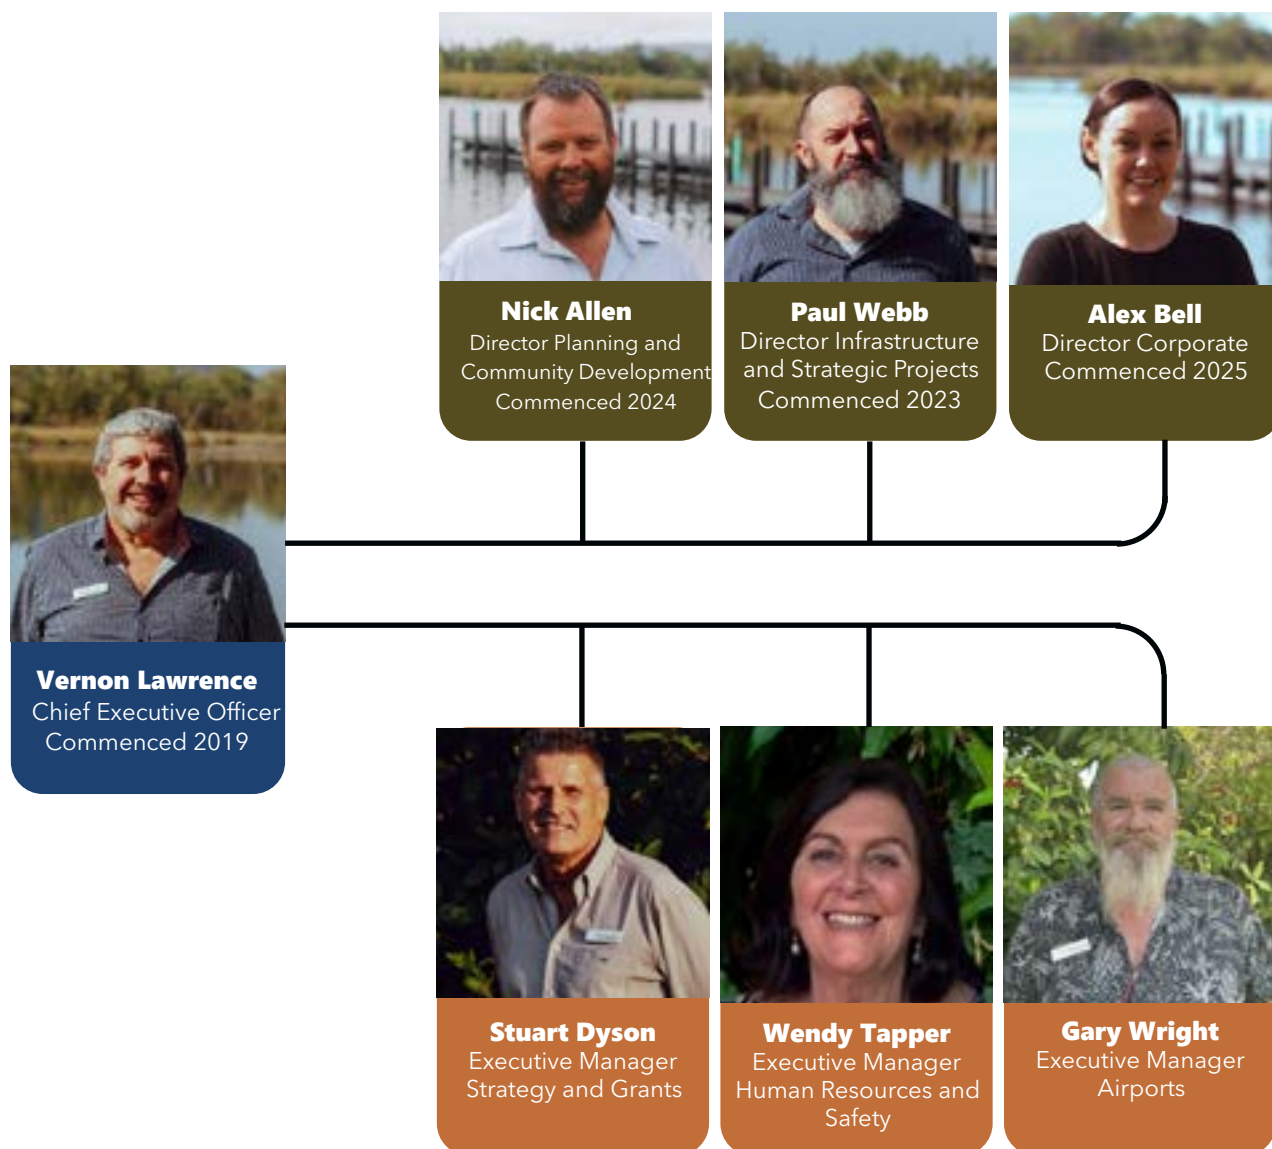 Nick Allen
Director Planning and
Community Development
Commenced 2024
Paul Webb
Director Infrastructure
and Strategic Projects
Commenced 2023
Alex Bell
Director Corporate
Commenced 2025
Vernon Lawrence
Chief Executive Officer
Commenced 2019
Stuart Dyson
Executive Manager
Strategy and Grants
Wendy Tapper
Executive Manager
Human Resources and
Safety
Gary Wright
Executive Manager
Airports